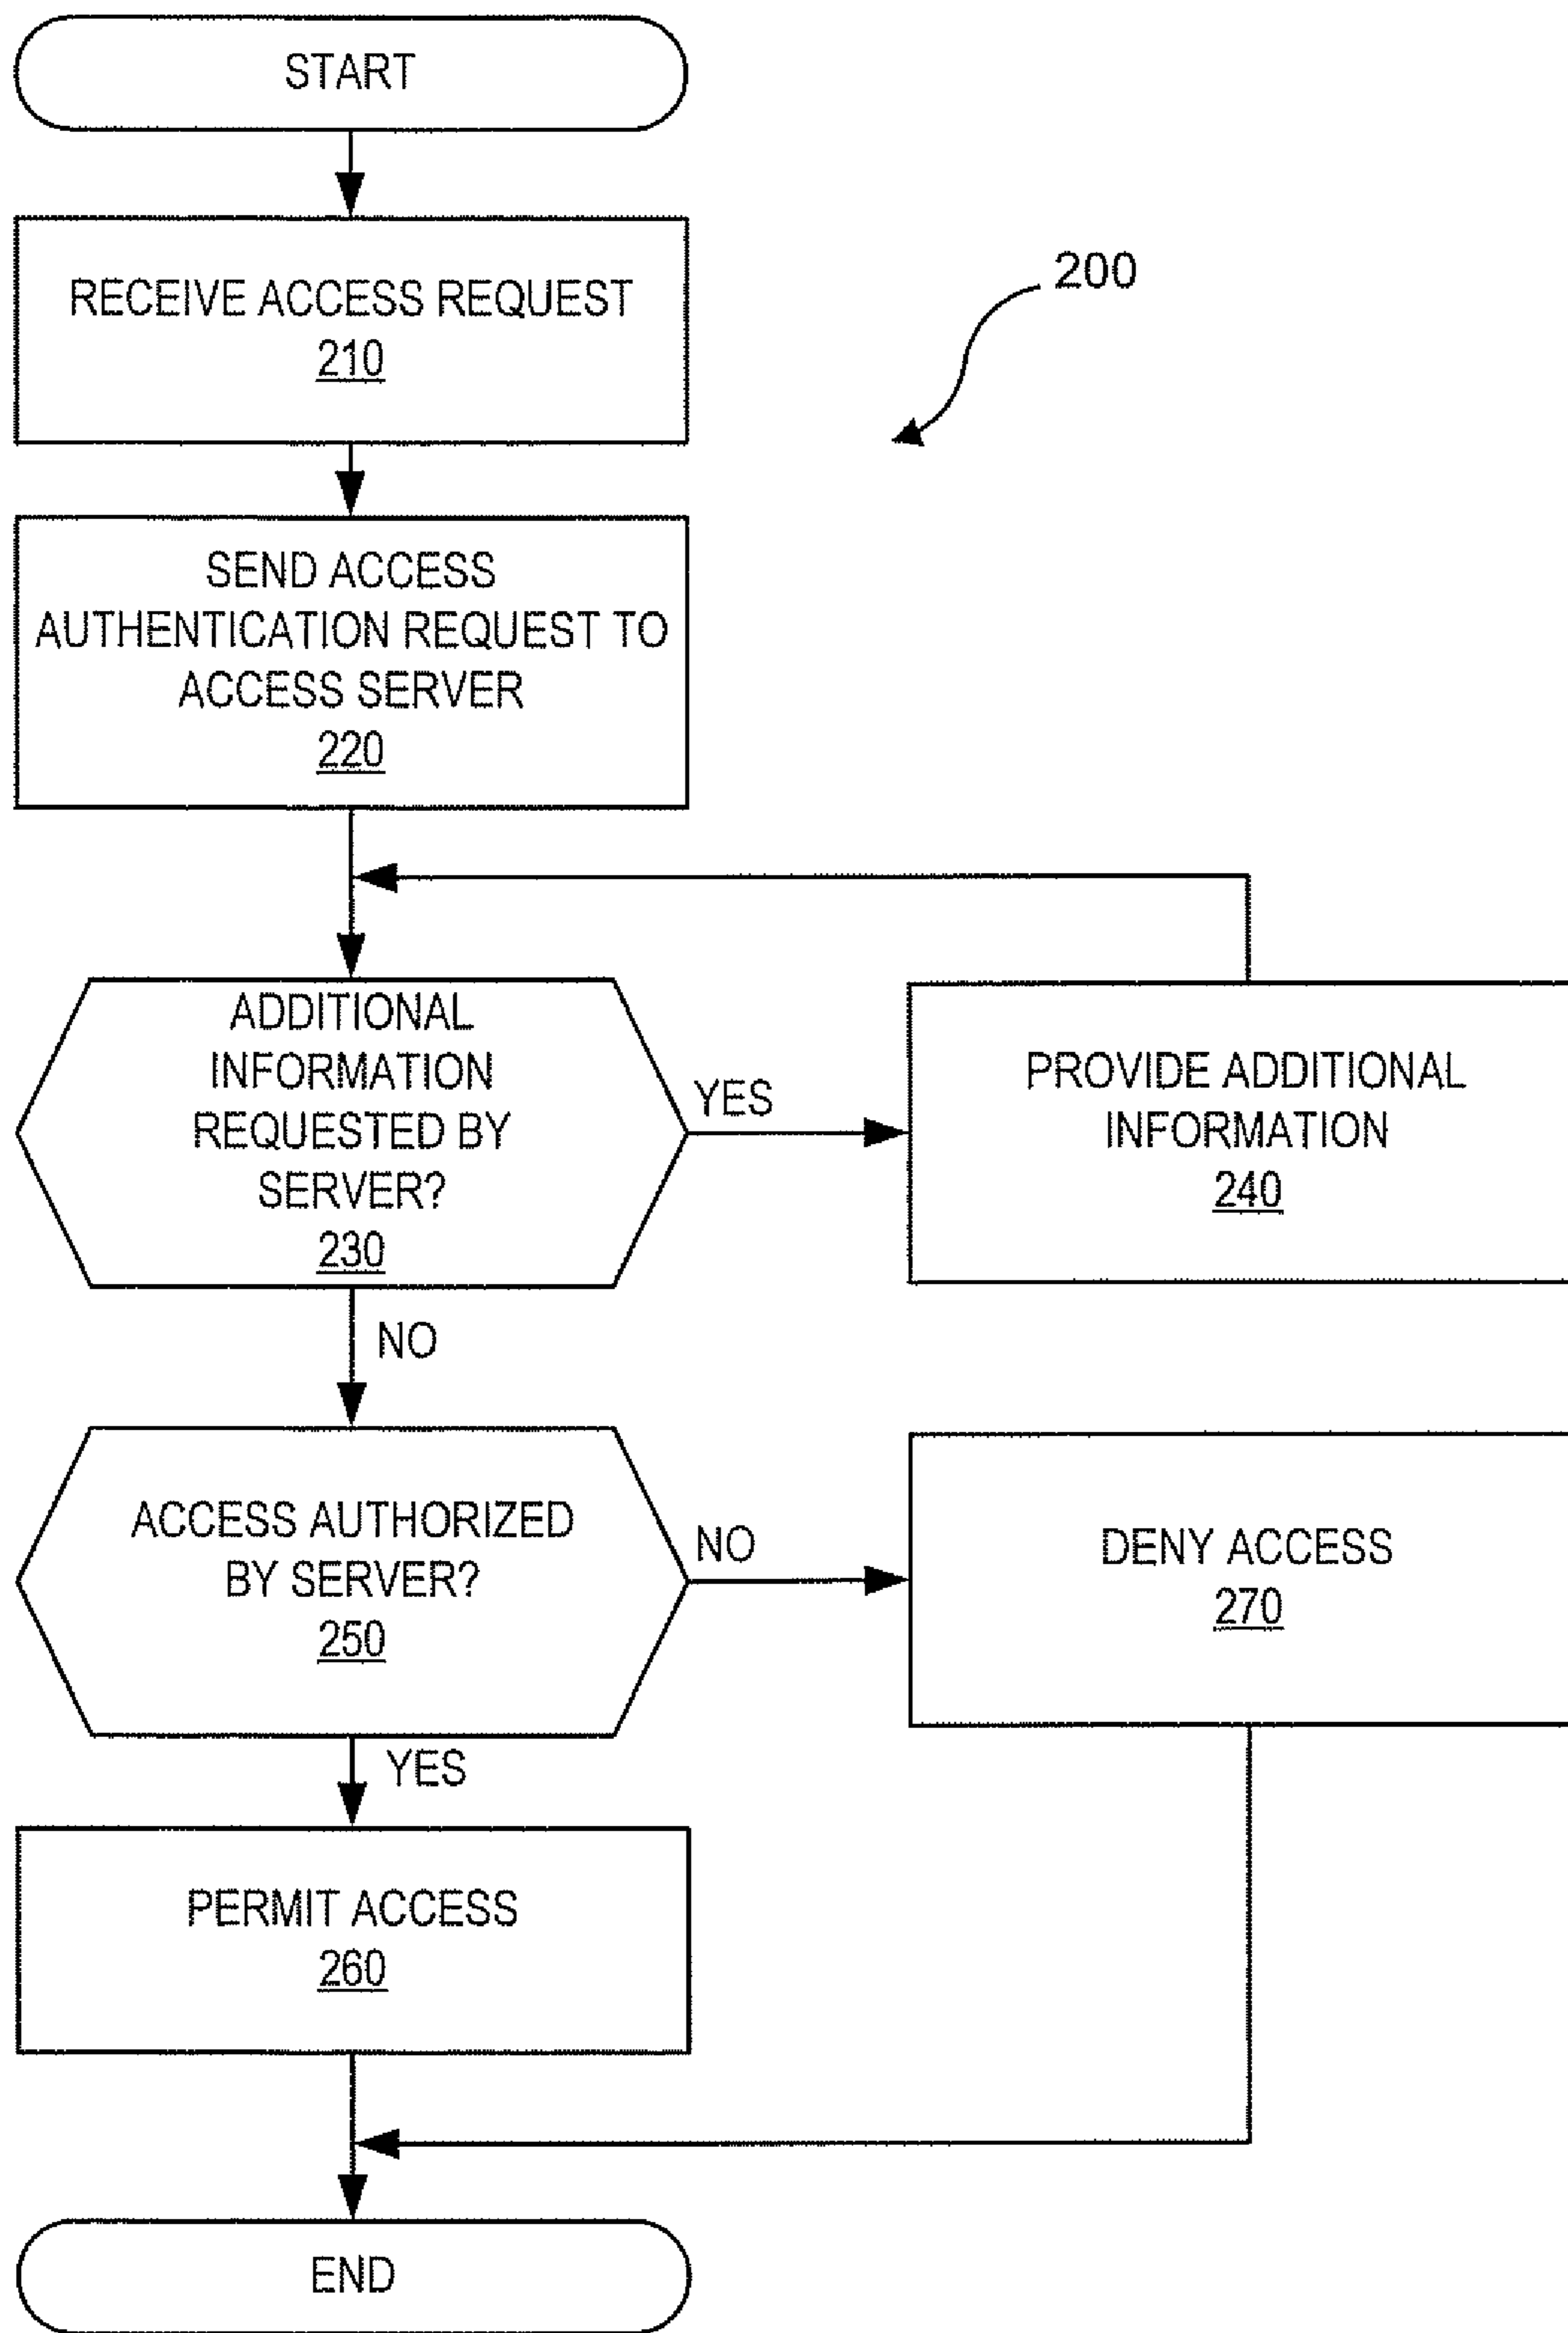 START
RECEIVE ACCESS REQUEST
210
200
SEND ACCESS
AUTHENTICATION REQUEST TO
ACCESS SERVER
220
ADDITIONAL
INFORMATION
REQUESTED BY
SERVER?
230
YES
PROVIDE ADDITIONAL
INFORMATION
240
NO
ACCESS AUTHORIZED
BY SERVER?
250
NO
DENY ACCESS
270
YES
PERMIT ACCESS
260
END